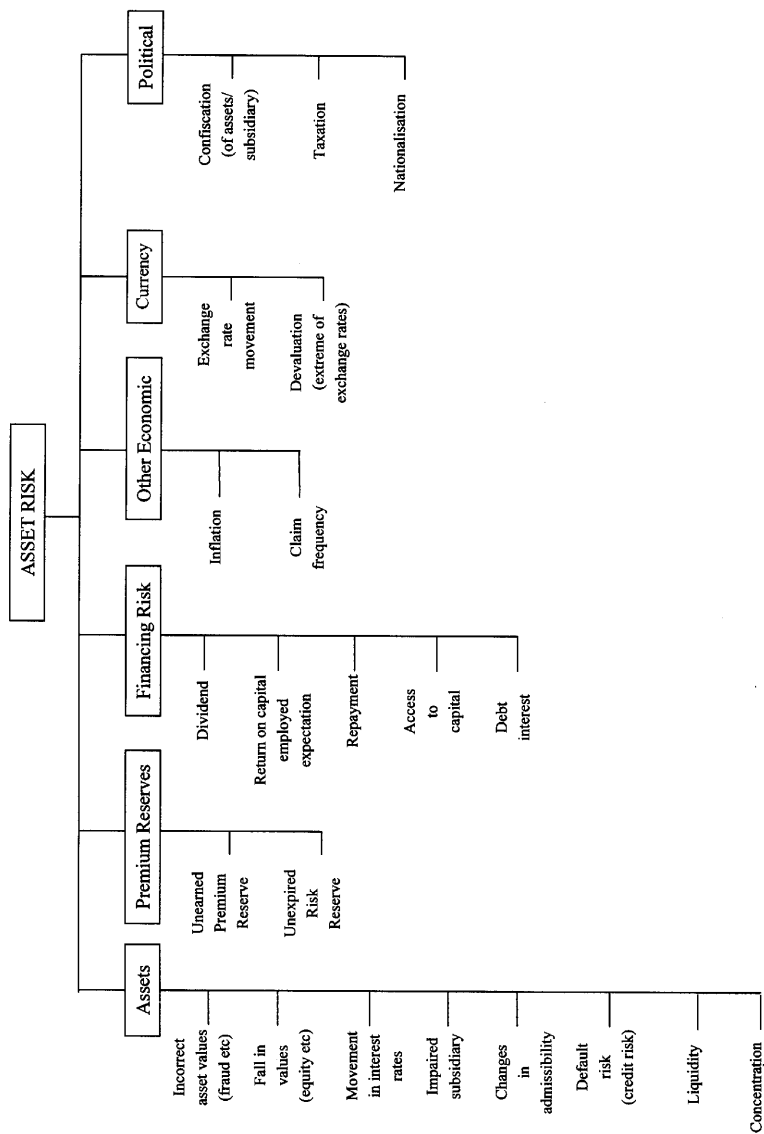 ASSET RISK
Assets
Incorrect
asset values
(fraud etc)
Fall in
values
(equity etc)
Movement
in interest
rates
Impaired
subsidiary
Changes
in
admissibility
Default
risk
(credit risk)
Liquidity
Concentration
Premium Reserves
Unearned
Premium
Reserve
Unexpired
Risk
Reserve
Financing Risk
Dividend
Return on capital
employed
expectation
Repayment
Access
to
capital
Debt
interest
Other Economic
Inflation
Claim
frequency
Currency
Exchange
rate
movement
Devaluation
(extreme of
exchange rates)
Political
Confiscation
(of assets/
subsidiary)
Taxation
Nationalisation